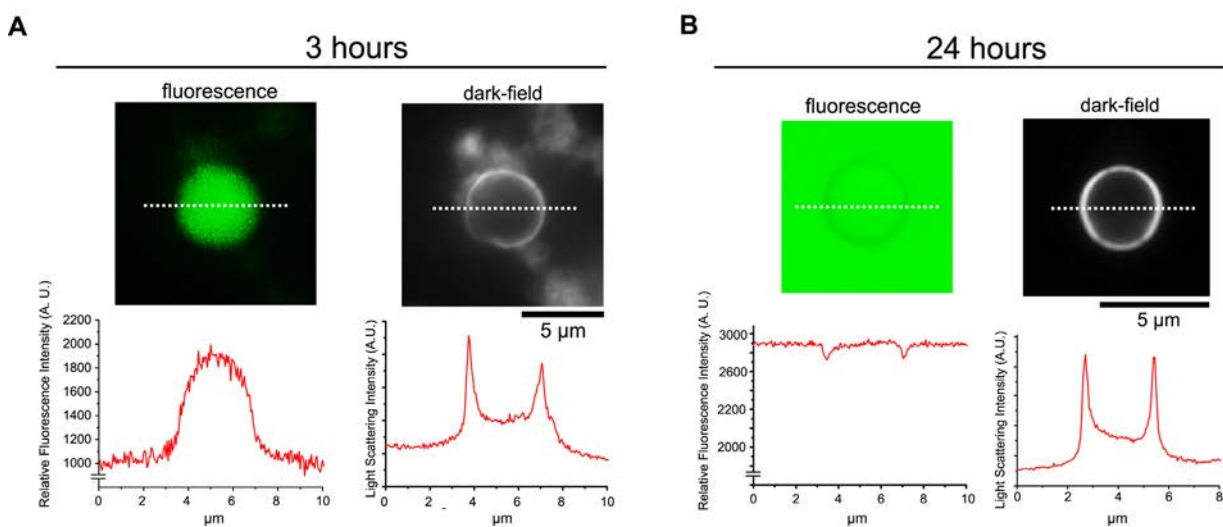 A
3 hours
fluorescence
dark-field
5 μm
Relative Fluorescence Intensity (A. U.)
2200
2000
1800
1600
1400
1200
1000
0 2 4 6 8 10
μm
Light Scattering Intensity (A.U.)
0 2 4 6 8 10
μm
B
24 hours
fluorescence
dark-field
5 μm
Relative Fluorescence Intensity (A. U.)
3000
2800
2600
2200
2000
0 2 4 6 8 10
μm
Light Scattering Intensity (A.U.)
0 2 4 6 8
μm